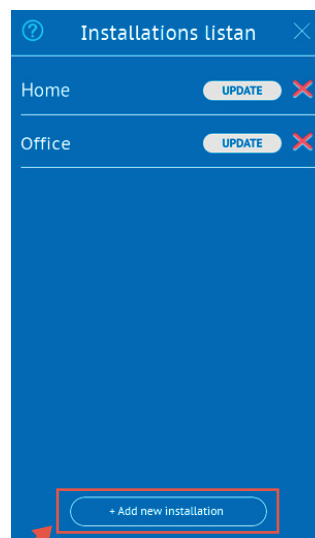 ? Installations listan
Home UPDATE
Office UPDATE
+ Add new installation